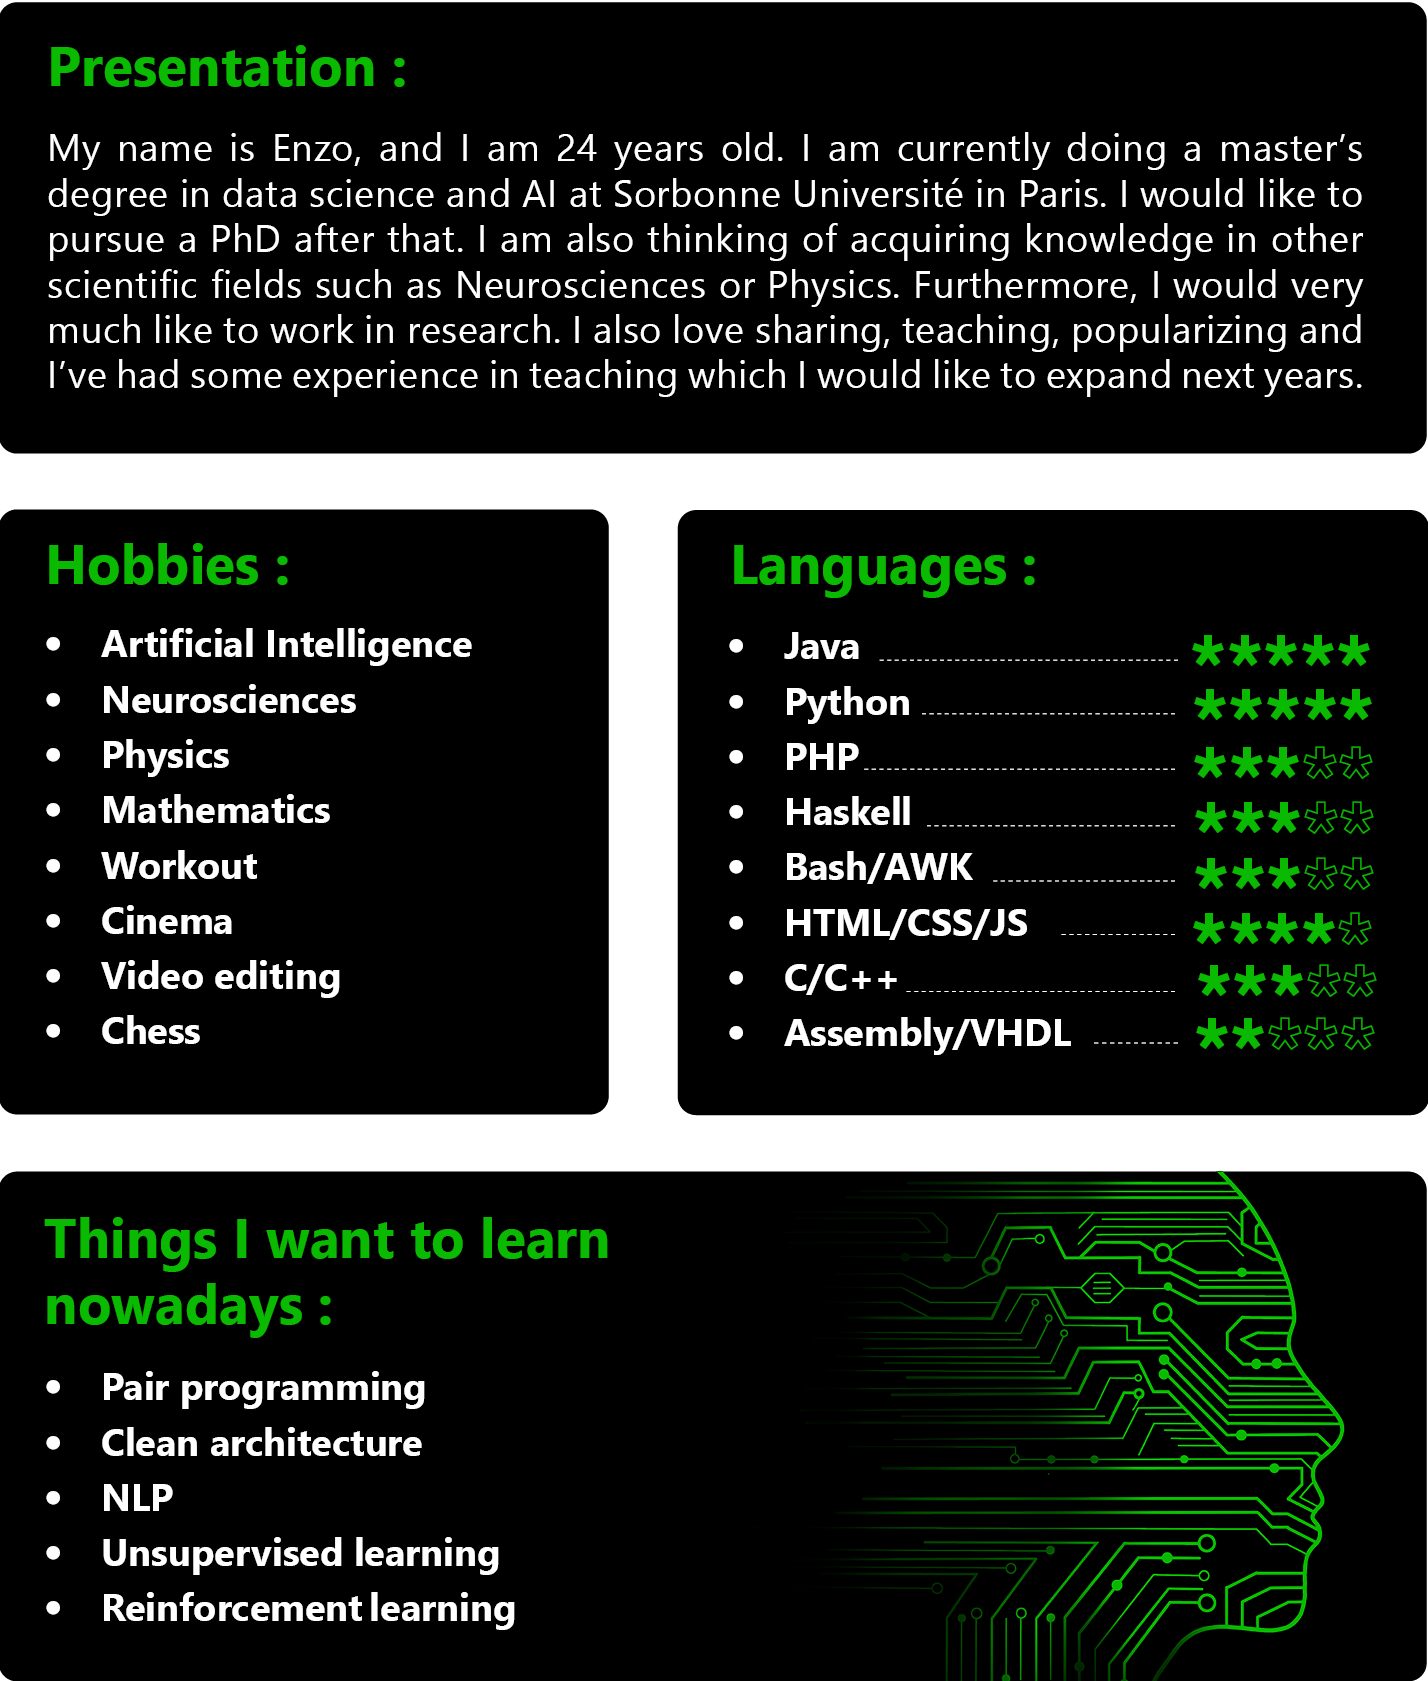 Presentation :
My name is Enzo, and I am 24 years old. I am currently doing a master’s
degree in data science and AI at Sorbonne Université in Paris. I would like to
pursue a PhD after that. I am also thinking of acquiring knowledge in other
scientific fields such as Neurosciences or Physics. Furthermore, I would very
much like to work in research. I also love sharing, teaching, popularizing and
I’ve had some experience in teaching which I would like to expand next years.
Hobbies :
• Artificial Intelligence
• Neurosciences
• Physics
• Mathematics
• Workout
• Cinema
• Video editing
• Chess
Languages :
• Java
• Python
• PHP
• Haskell
• Bash/AWK
• HTML/CSS/JS
• C/C++
• Assembly/VHDL
Things I want to learn
nowadays :
• Pair programming
• Clean architecture
• NLP
• Unsupervised learning
• Reinforcement learning